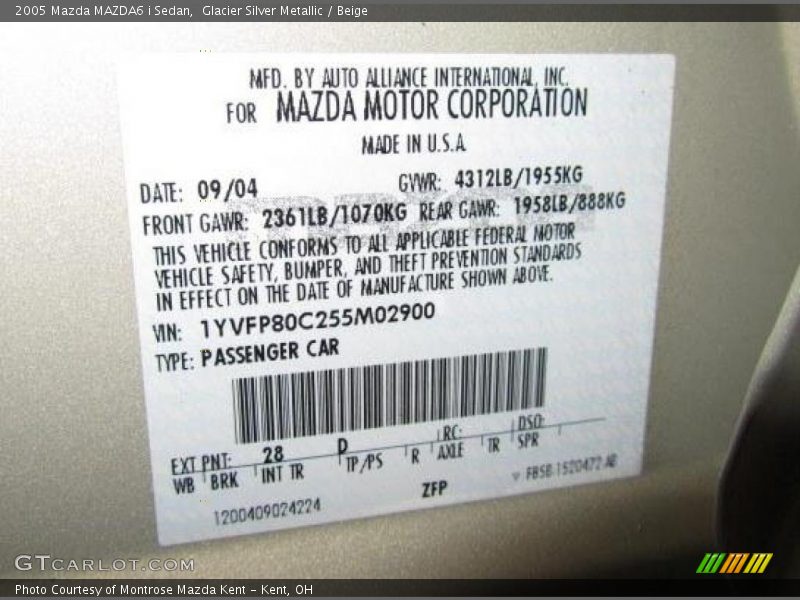 2005 Mazda MAZDA6 i Sedan,  Glacier Silver Metallic / Beige
MFD. BY AUTO ALLIANCE INTERNATIONAL, INC.
FOR MAZDA MOTOR CORPORATION
MADE IN U.S.A.
DATE: 09/04 GVWR: 4312LB/1955KG
FRONT GAWR: 2361LB/1070KG REAR GAWR: 1958LB/888KG
THIS VEHICLE CONFORMS TO ALL APPLICABLE FEDERAL MOTOR
VEHICLE SAFETY, BUMPER, AND THEFT PREVENTION STANDARDS
IN EFFECT ON THE DATE OF MANUFACTURE SHOWN ABOVE.
VIN: 1YVFP80C255M02900
TYPE: PASSENGER CAR
EXT PNT: 28 D RC: DSO:
WB BRK INT TR TP/PS R AXLE TR SPR
1200409024224 ZFP F85B-1520472-AB
GTCARLOT.COM
Photo Courtesy of Montrose Mazda Kent - Kent, OH